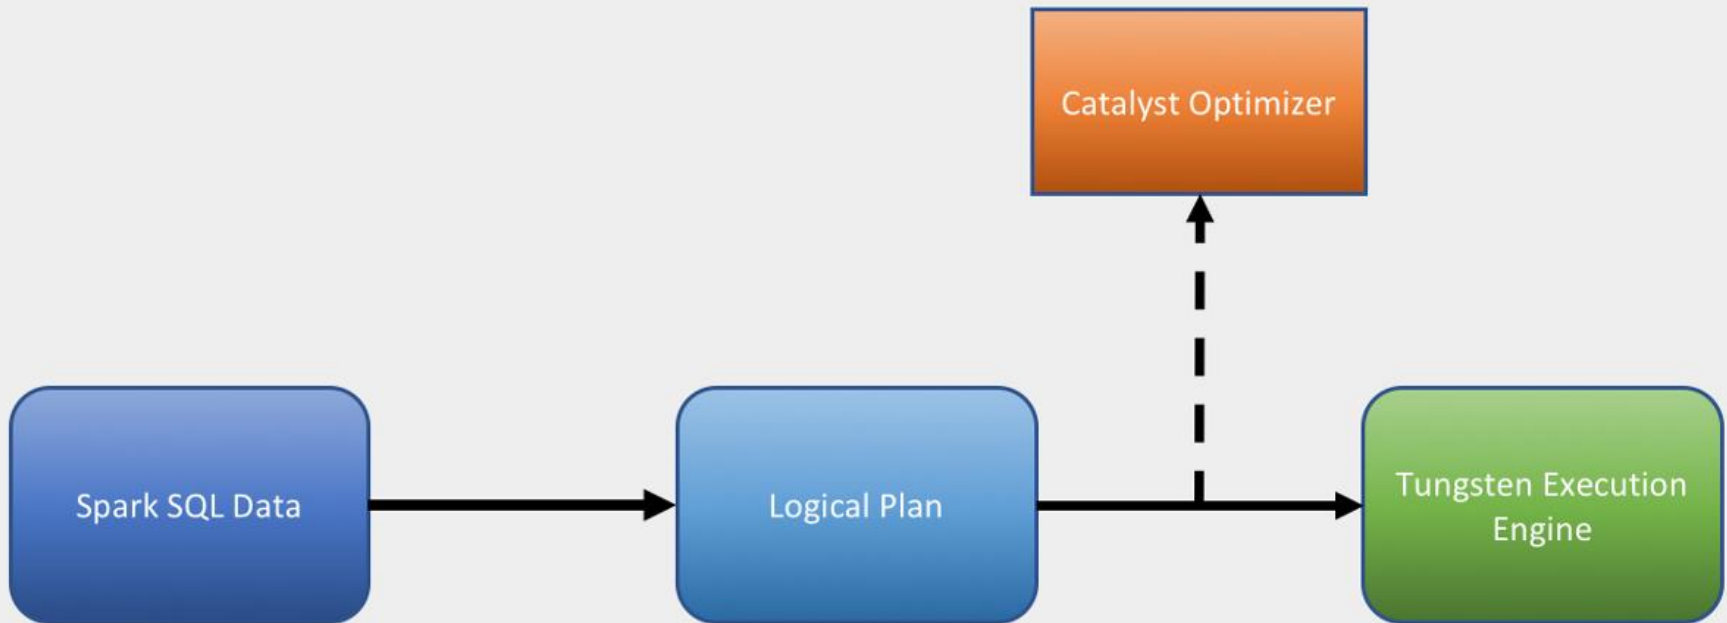 Catalyst Optimizer
Spark SQL Data
Logical Plan
Tungsten Execution
Engine